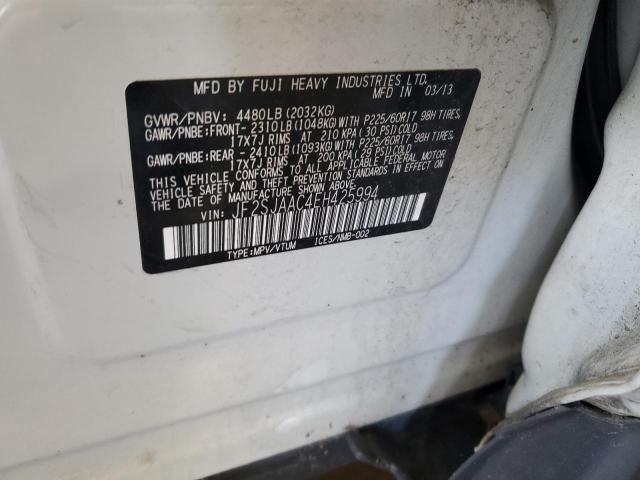 MFD BY FUJI HEAVY INDUSTRIES LTD.
MFD IN 03/13
GVWR/PNBV: 4480LB (2032KG)
GAWR/PNBE:FRONT- 2310LB(1048KG)WITH P225/60R17 98H TIRES,
17X7J RIMS AT 210 KPA( 30 PSI)COLD
GAWR/PNBE:REAR - 2410LB(1093KG)WITH P225/60R17 98H TIRES,
17X7J RIMS AT 200 KPA( 29 PSI)COLD
THIS VEHICLE CONFORMS TO ALL APPLICABLE FEDERAL MOTOR
VEHICLE SAFETY AND BUMPER STANDARDS IN EFFECT ON
THE DATE OF MANUFACTURE SHOWN ABOVE.
VIN: JF2SJAAC4EH425994
TYPE:MPV/VTUM ICES/NMB-002